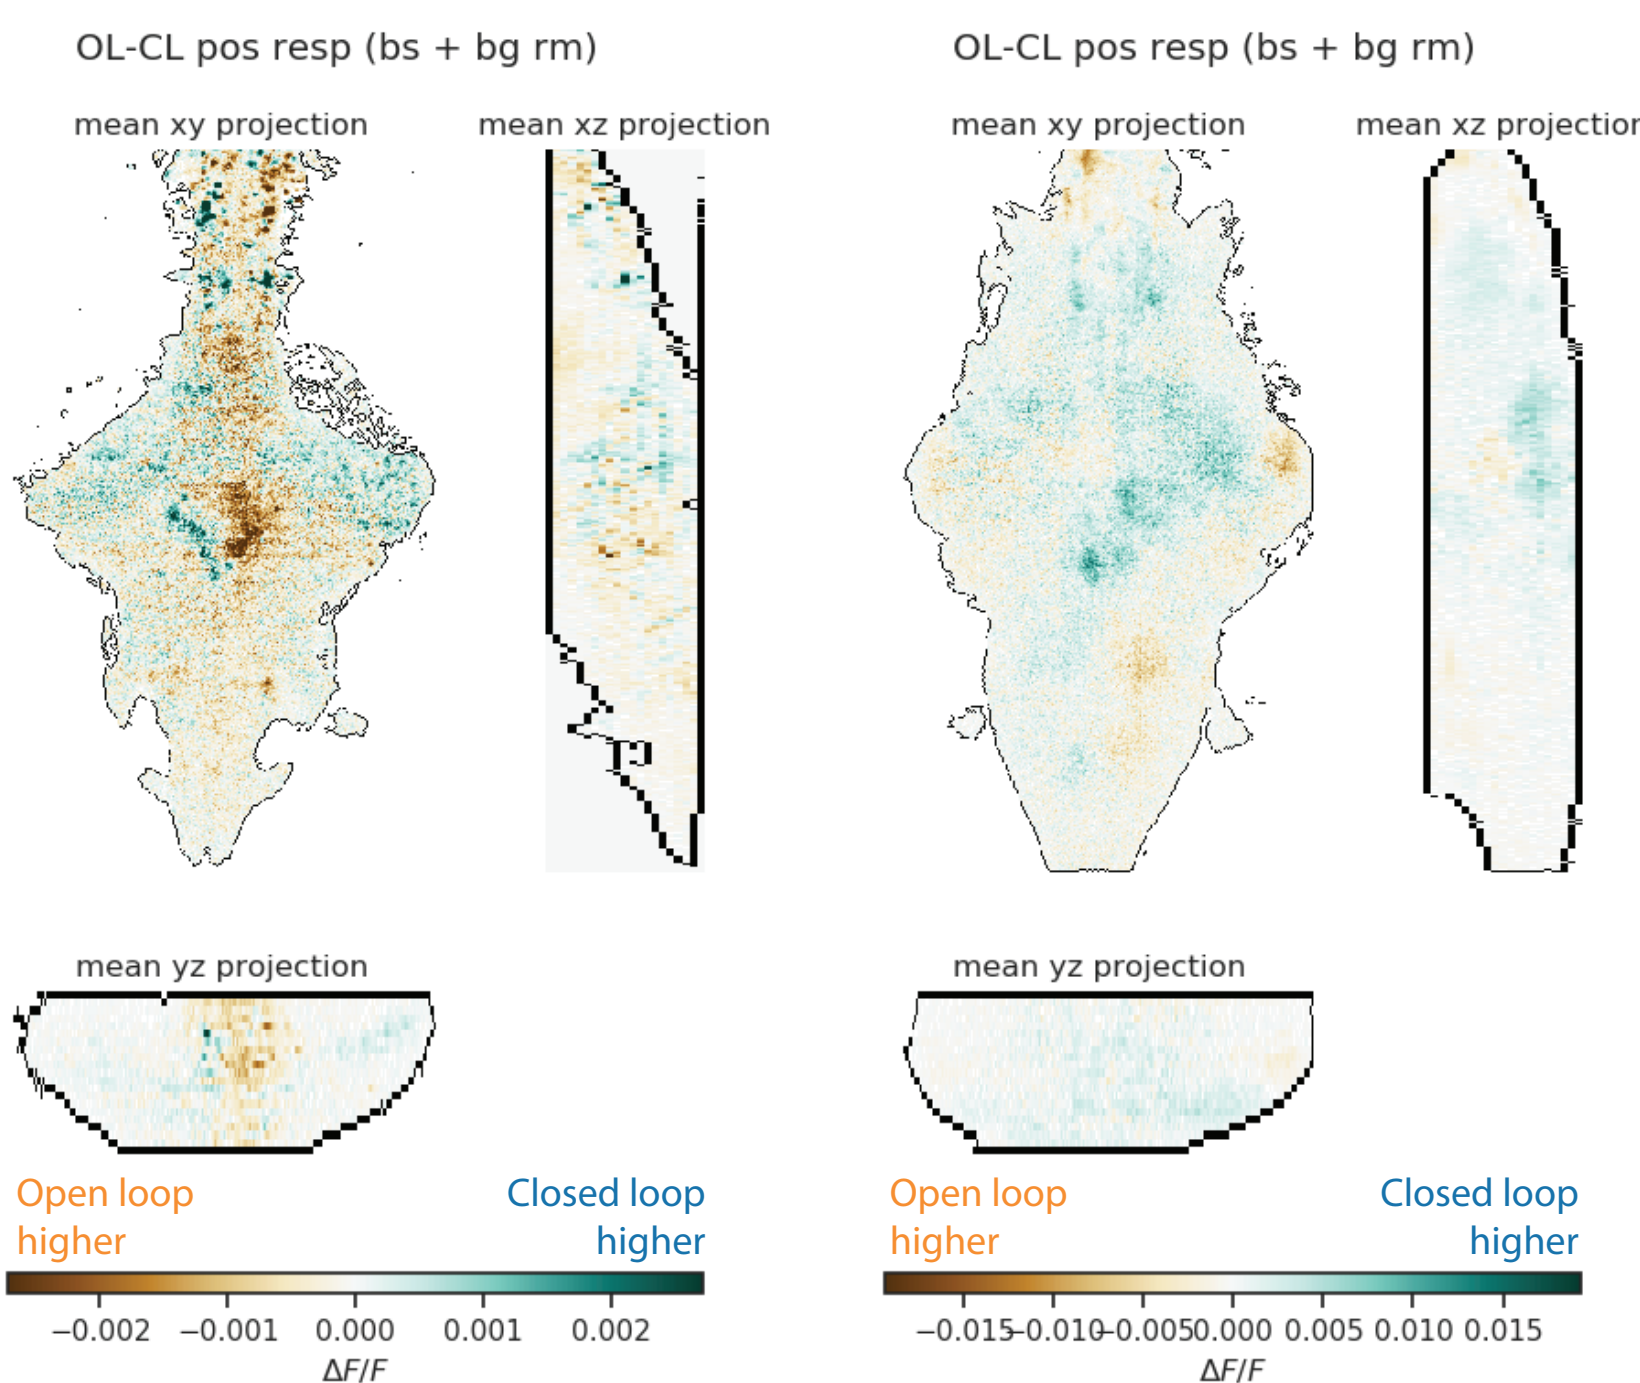 OL-CL pos resp (bs + bg rm)
mean xy projection
mean xz projection
mean yz projection
Open loop
higher
Closed loop
higher
−0.002 −0.001 0.000 0.001 0.002
ΔF/F
OL-CL pos resp (bs + bg rm)
mean xy projection
mean xz projection
mean yz projection
Open loop
higher
Closed loop
higher
−0.015 −0.010 −0.005 0.000 0.005 0.010 0.015
ΔF/F